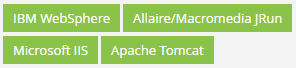 IBM WebSphere Allaire/Macromedia JRun
Microsoft IIS Apache Tomcat